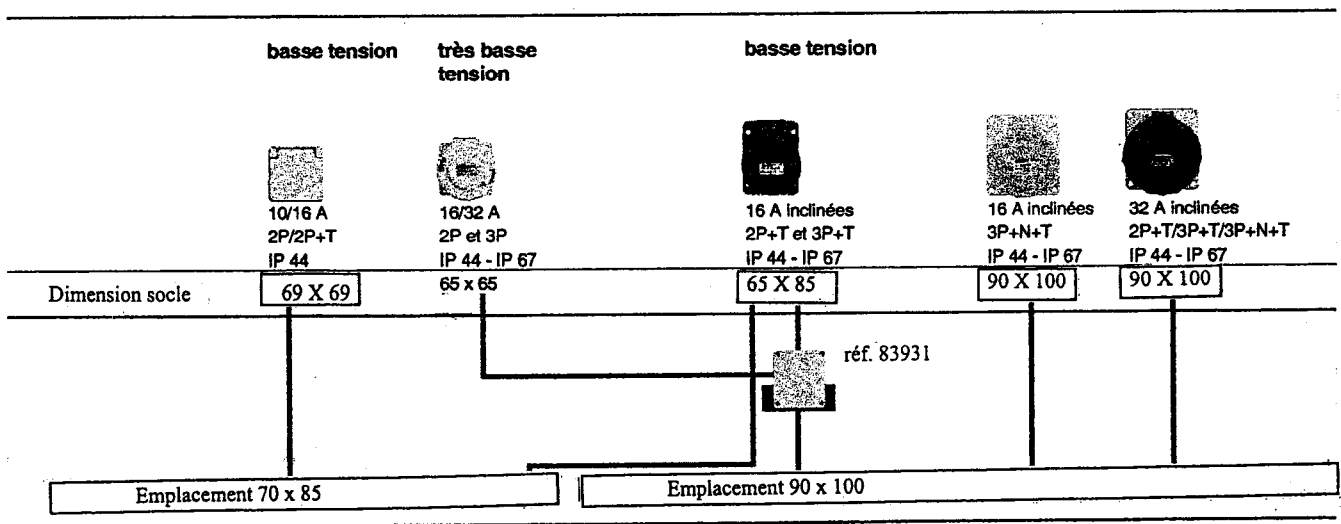 basse tension
très basse
tension
basse tension
10/16 A
2P/2P+T
IP 44
16/32 A
2P et 3P
IP 44 - IP 67
16 A inclinées
2P+T et 3P+T
IP 44 - IP 67
16 A inclinées
3P+N+T
IP 44 - IP 67
32 A inclinées
2P+T/3P+T/3P+N+T
IP 44 - IP 67
Dimension socle
69 X 69
65 x 65
65 X 85
90 X 100
90 X 100
réf. 83931
Emplacement 70 x 85
Emplacement 90 x 100